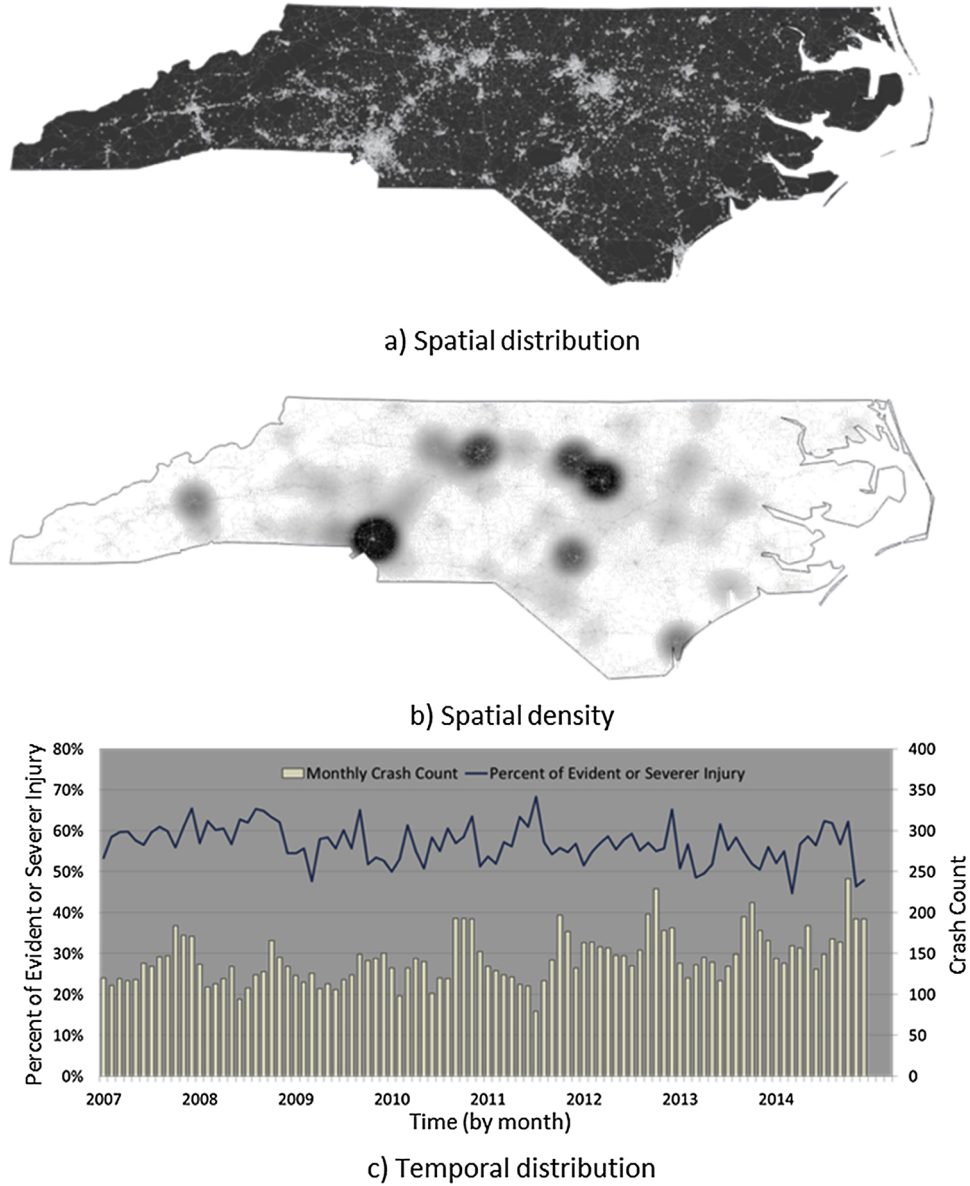 a) Spatial distribution
b) Spatial density
Percent of Evident or Severer Injury
80%
70%
60%
50%
40%
30%
20%
10%
0%
Monthly Crash Count
Percent of Evident or Severer Injury
400
350
300
250
200
150
100
50
0
Crash Count
2007 2008 2009 2010 2011 2012 2013 2014
Time (by month)
c) Temporal distribution